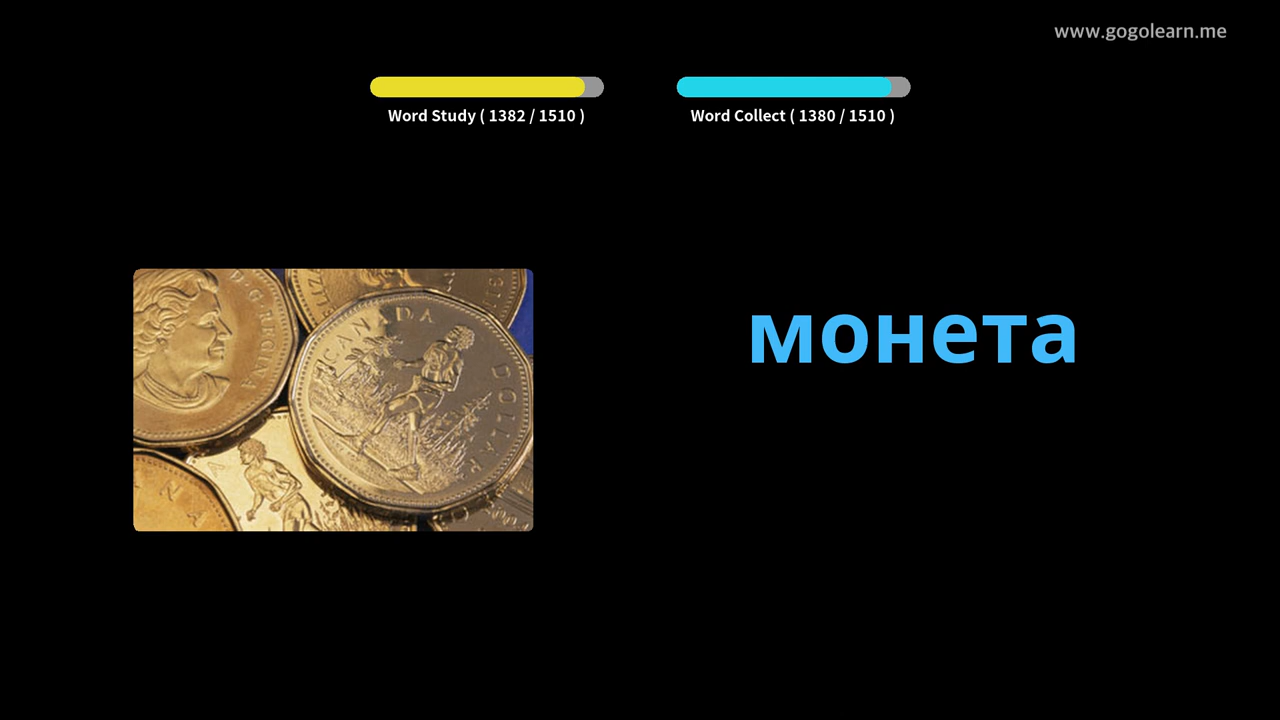 www.gogolearn.me
Word Study ( 1382 / 1510 )
Word Collect ( 1380 / 1510 )
монета
D·G·REGINA
CANADA
DOLLAR